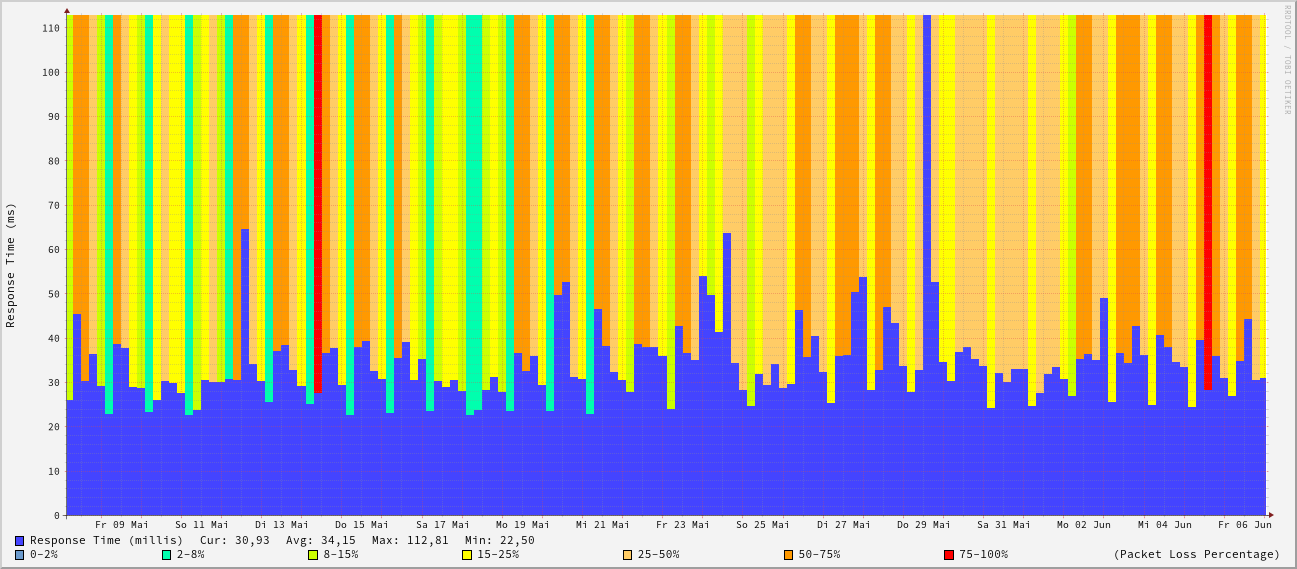 RRDTOOL / TOBI OETIKER
Response Time (ms)
110
100
90
80
70
60
50
40
30
20
10
0
Fr 09 Mai So 11 Mai Di 13 Mai Do 15 Mai Sa 17 Mai Mo 19 Mai Mi 21 Mai Fr 23 Mai So 25 Mai Di 27 Mai Do 29 Mai Sa 31 Mai Mo 02 Jun Mi 04 Jun Fr 06 Jun
Response Time (millis) Cur: 30,93 Avg: 34,15 Max: 112,81 Min: 22,50
0-2% 2-8% 8-15% 15-25% 25-50% 50-75% 75-100% (Packet Loss Percentage)